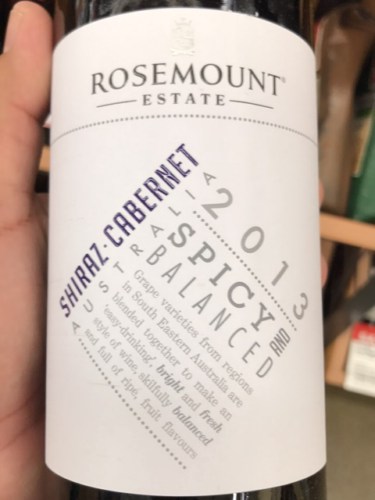 ROSEMOUNT®
ESTATE
SHIRAZ · CABERNET
AUSTRALIA
2013
SPICY AND
BALANCED
Grape varieties from regions
in South Eastern Australia are
blended together to make an
'easy-drinking', bright and fresh
style of wine, skilfully balanced
and full of ripe, fruit flavours